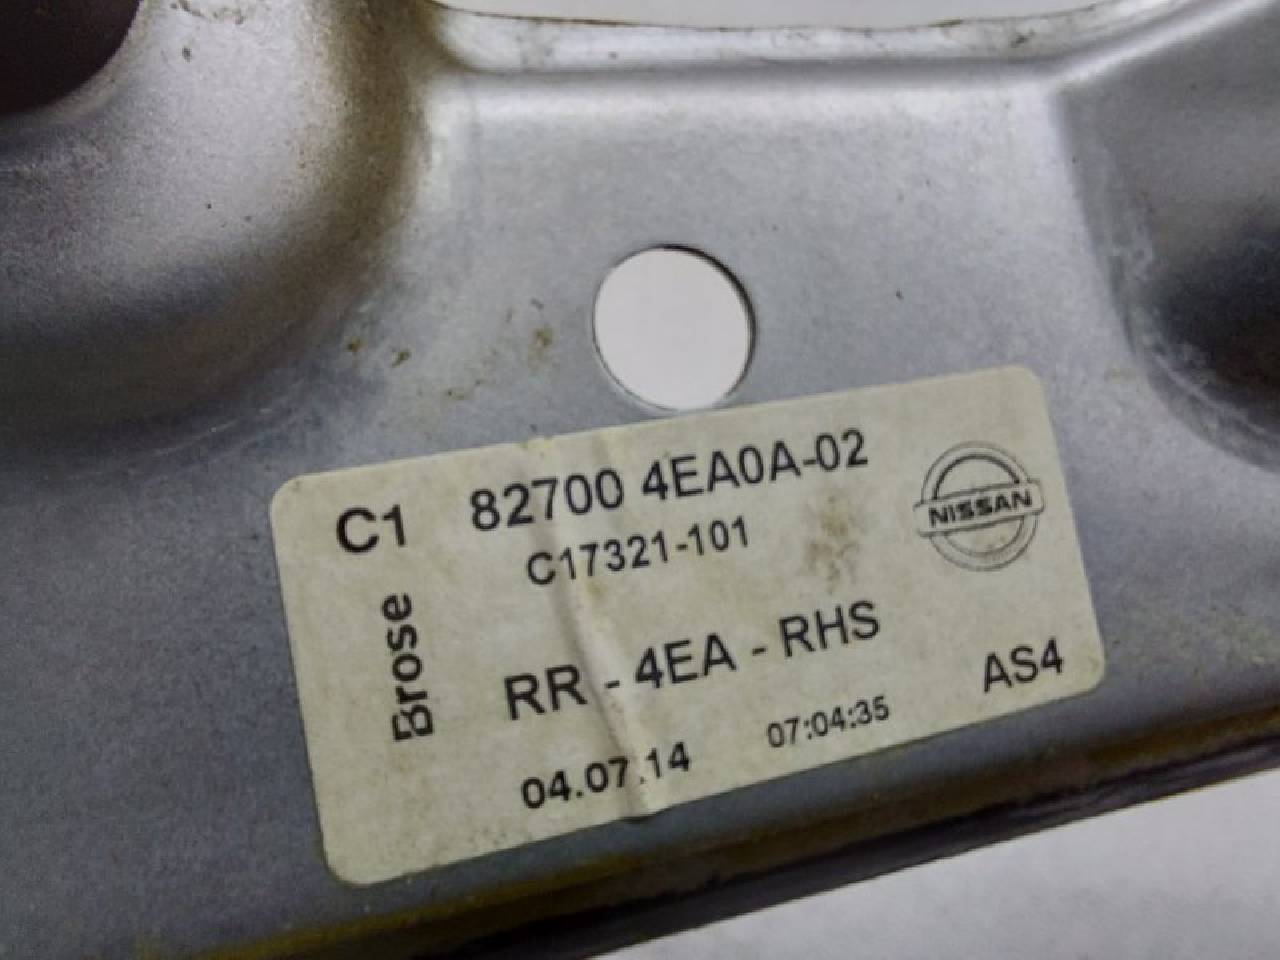 C1 82700 4EA0A-02
C17321-101
NISSAN
Brose
RR - 4EA - RHS
AS4
04.07.14 07:04:35